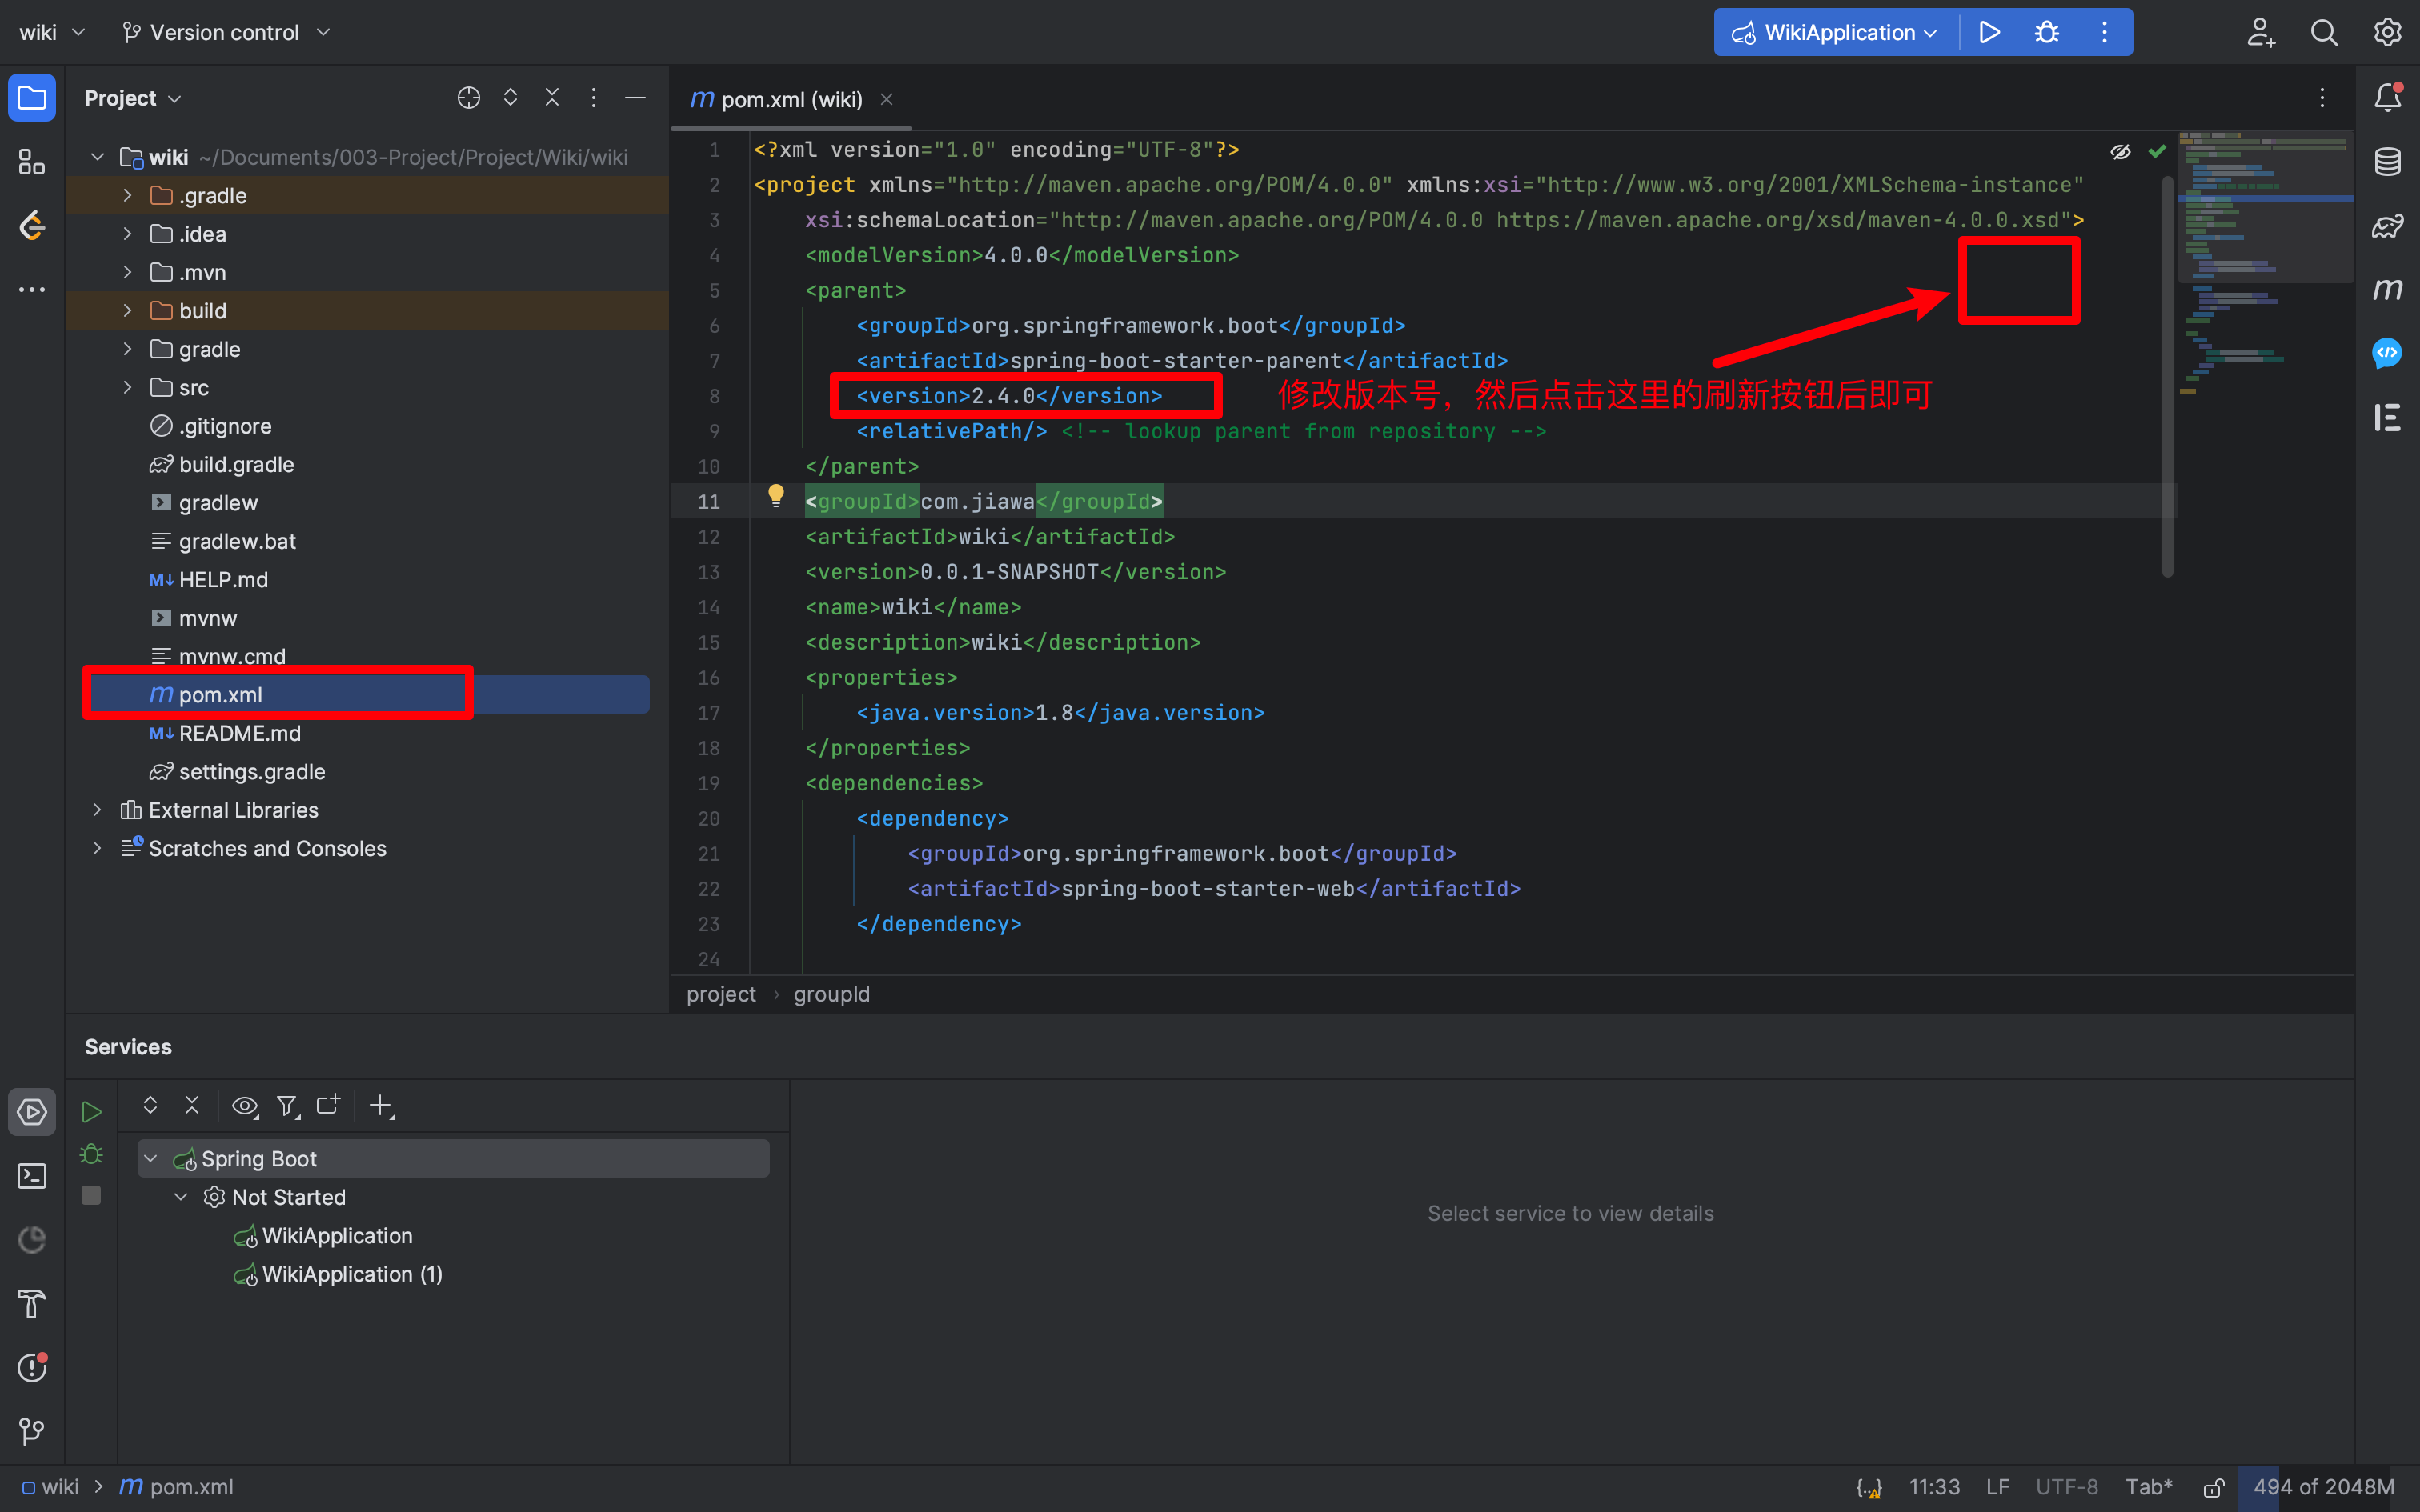 wiki
Version control
WikiApplication
Project
pom.xml (wiki)
wiki ~/Documents/003-Project/Project/Wiki/wiki
.gradle
.idea
.mvn
build
gradle
src
.gitignore
build.gradle
gradlew
gradlew.bat
HELP.md
mvnw
mvnw.cmd
pom.xml
README.md
settings.gradle
External Libraries
Scratches and Consoles
1 <?xml version="1.0" encoding="UTF-8"?>
2 <project xmlns="http://maven.apache.org/POM/4.0.0" xmlns:xsi="http://www.w3.org/2001/XMLSchema-instance"
3 xsi:schemaLocation="http://maven.apache.org/POM/4.0.0 https://maven.apache.org/xsd/maven-4.0.0.xsd">
4 <modelVersion>4.0.0</modelVersion>
5 <parent>
6 <groupId>org.springframework.boot</groupId>
7 <artifactId>spring-boot-starter-parent</artifactId>
8 <version>2.4.0</version> 修改版本号，然后点击这里的刷新按钮后即可
9 <relativePath/> <!-- lookup parent from repository -->
10 </parent>
11 <groupId>com.jiawa</groupId>
12 <artifactId>wiki</artifactId>
13 <version>0.0.1-SNAPSHOT</version>
14 <name>wiki</name>
15 <description>wiki</description>
16 <properties>
17 <java.version>1.8</java.version>
18 </properties>
19 <dependencies>
20 <dependency>
21 <groupId>org.springframework.boot</groupId>
22 <artifactId>spring-boot-starter-web</artifactId>
23 </dependency>
24
project › groupId
Services
Spring Boot
Not Started
WikiApplication
WikiApplication (1)
Select service to view details
wiki > pom.xml
11:33 LF UTF-8 Tab* 494 of 2048M